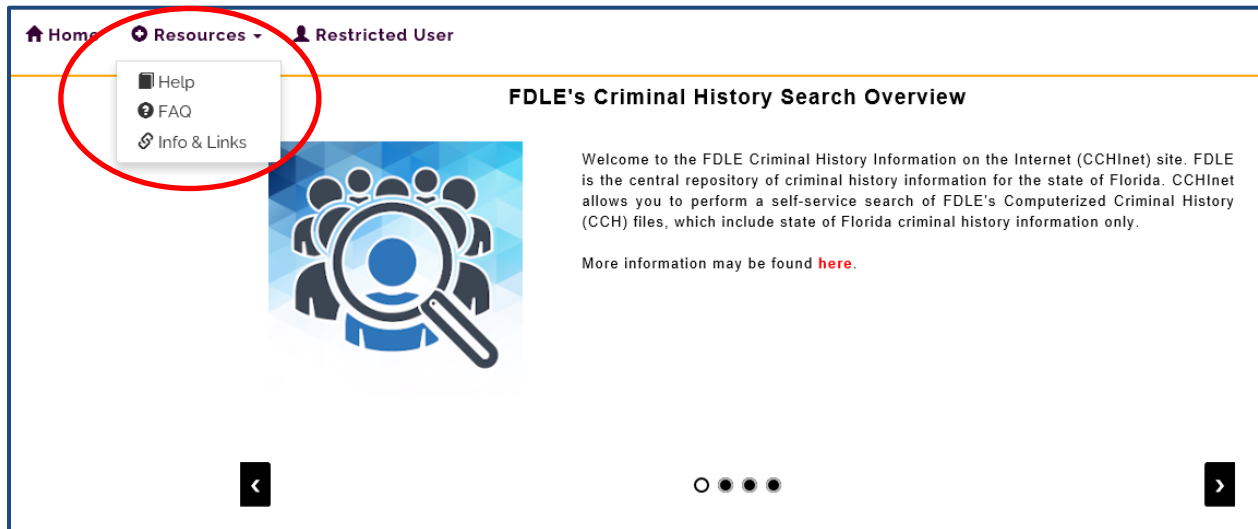 Home Resources Restricted User
Help
FAQ
Info & Links
FDLE's Criminal History Search Overview
Welcome to the FDLE Criminal History Information on the Internet (CCHInet) site. FDLE
is the central repository of criminal history information for the state of Florida. CCHInet
allows you to perform a self-service search of FDLE's Computerized Criminal History
(CCH) files, which include state of Florida criminal history information only.
More information may be found here.